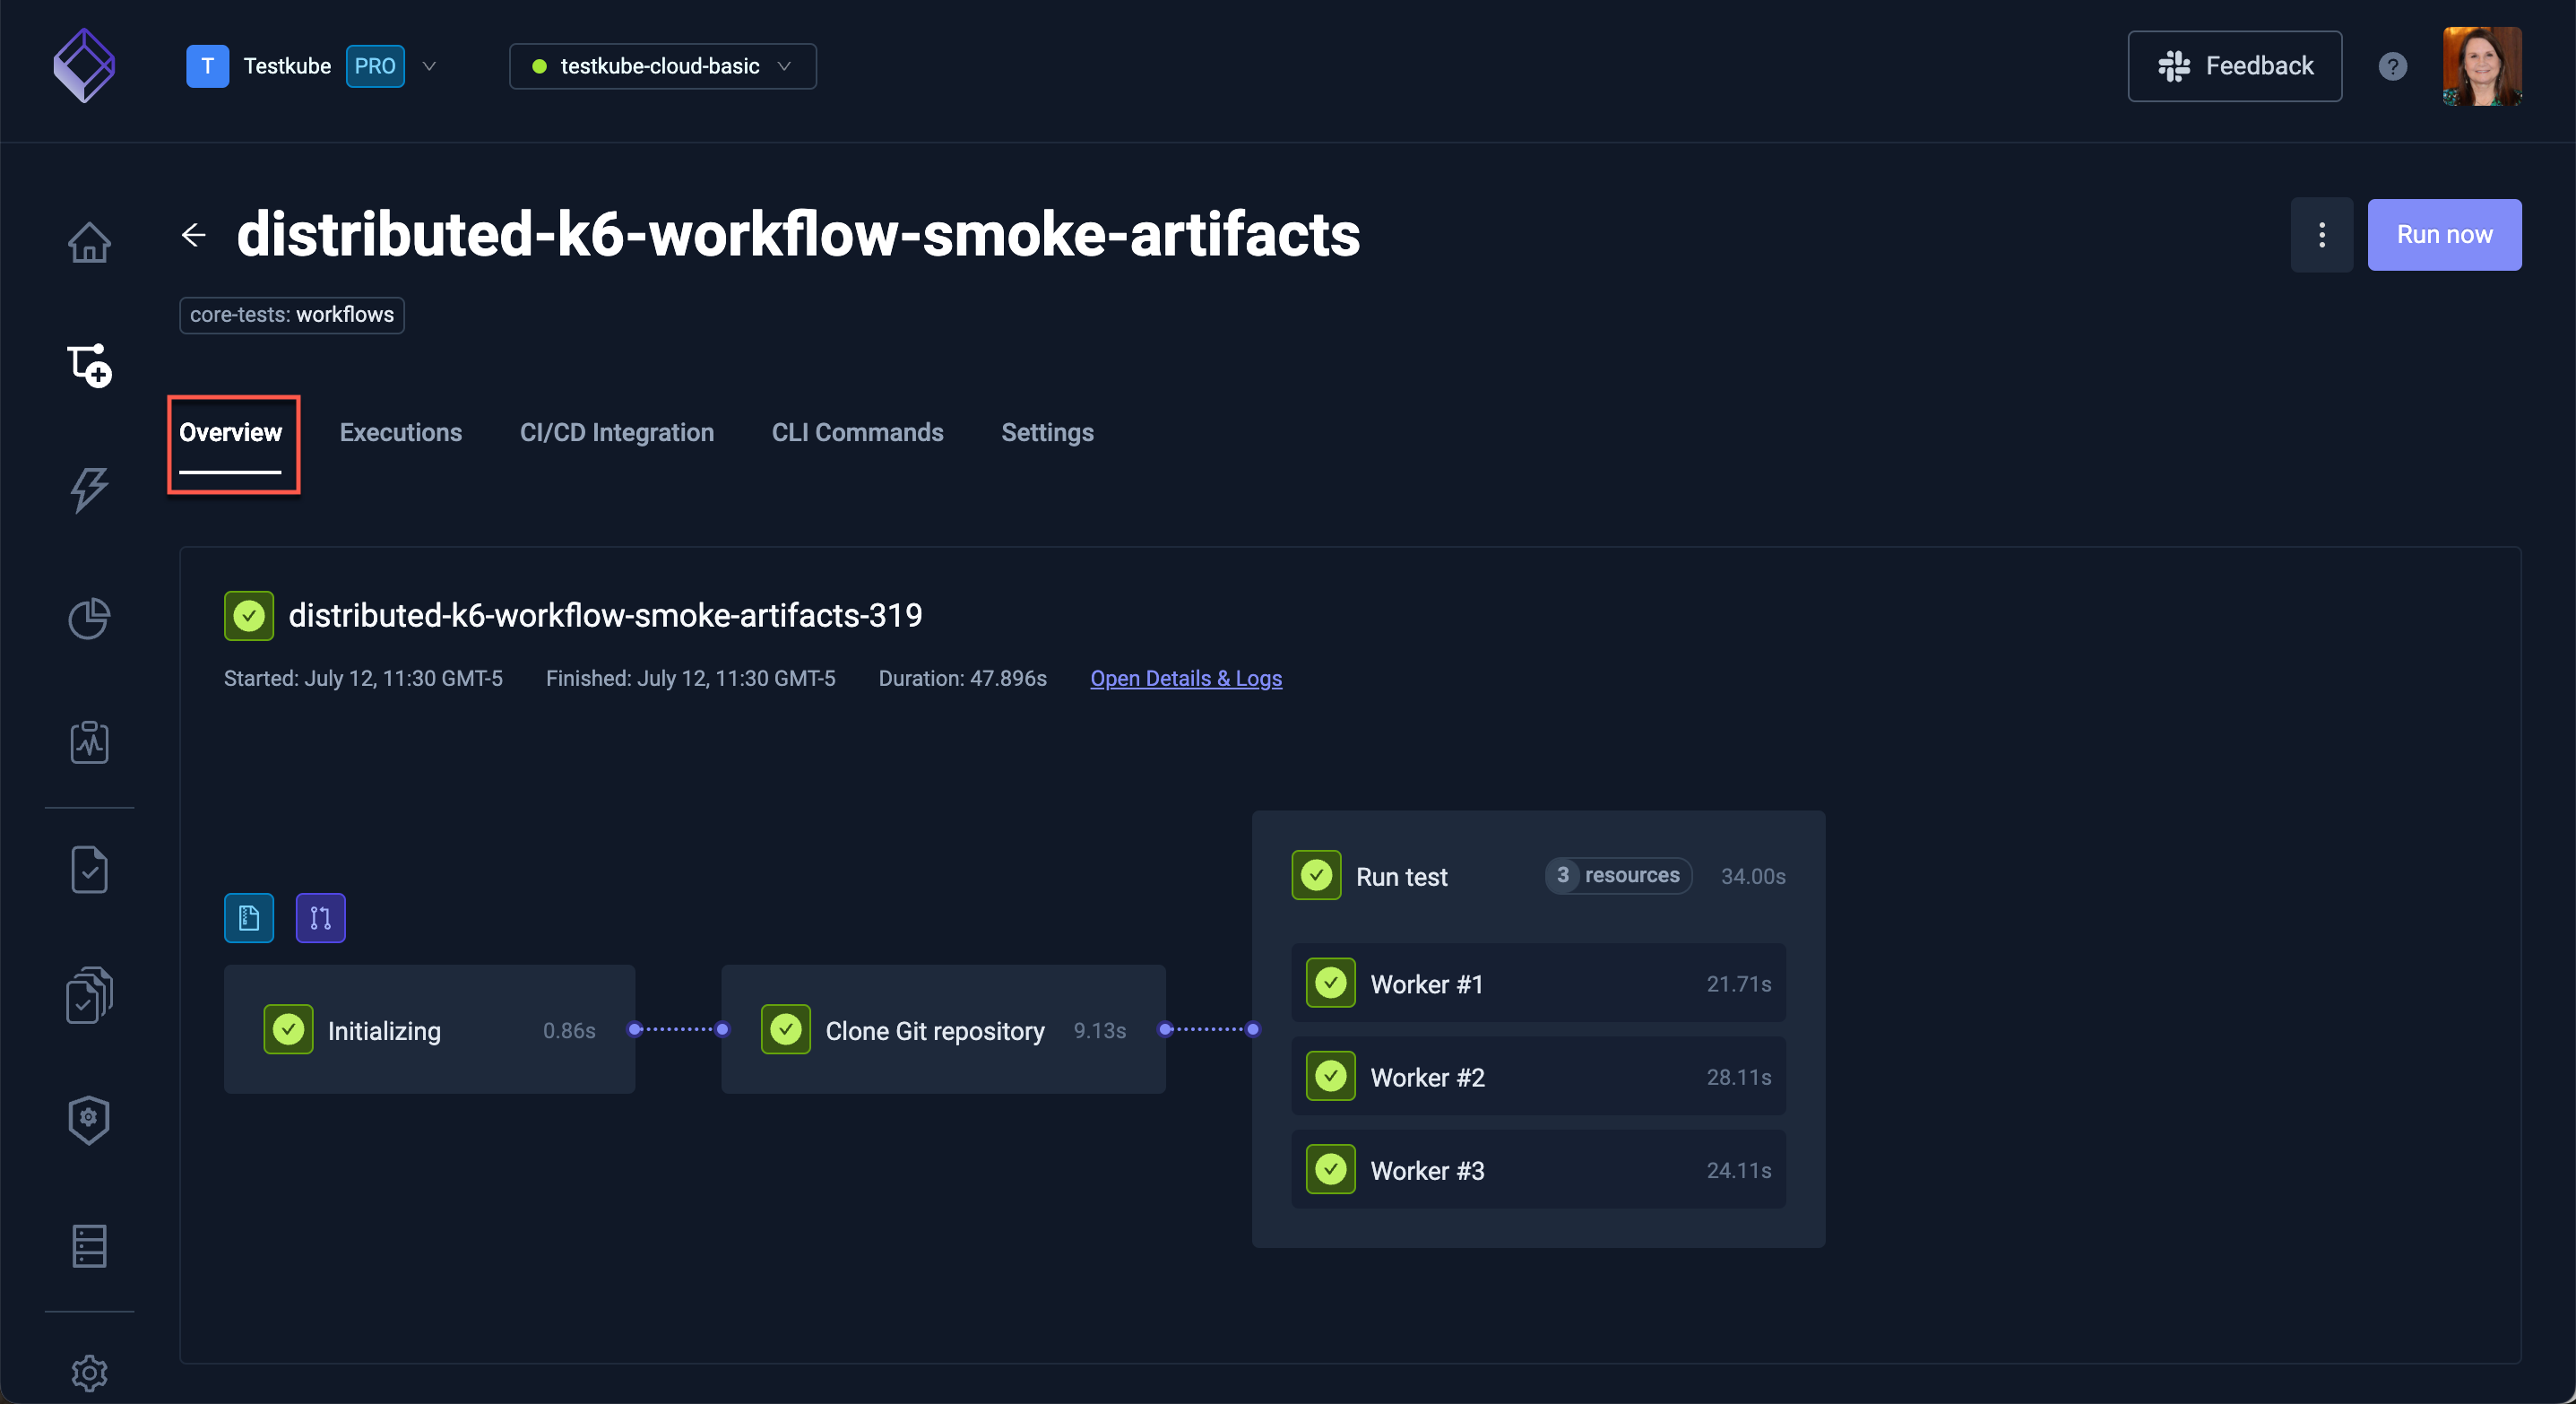 T Testkube PRO testkube-cloud-basic Feedback ?
distributed-k6-workflow-smoke-artifacts Run now
core-tests: workflows
Overview Executions CI/CD Integration CLI Commands Settings
distributed-k6-workflow-smoke-artifacts-319
Started: July 12, 11:30 GMT-5 Finished: July 12, 11:30 GMT-5 Duration: 47.896s Open Details & Logs
Run test 3 resources 34.00s
Worker #1 21.71s
Initializing 0.86s Clone Git repository 9.13s
Worker #2 28.11s
Worker #3 24.11s